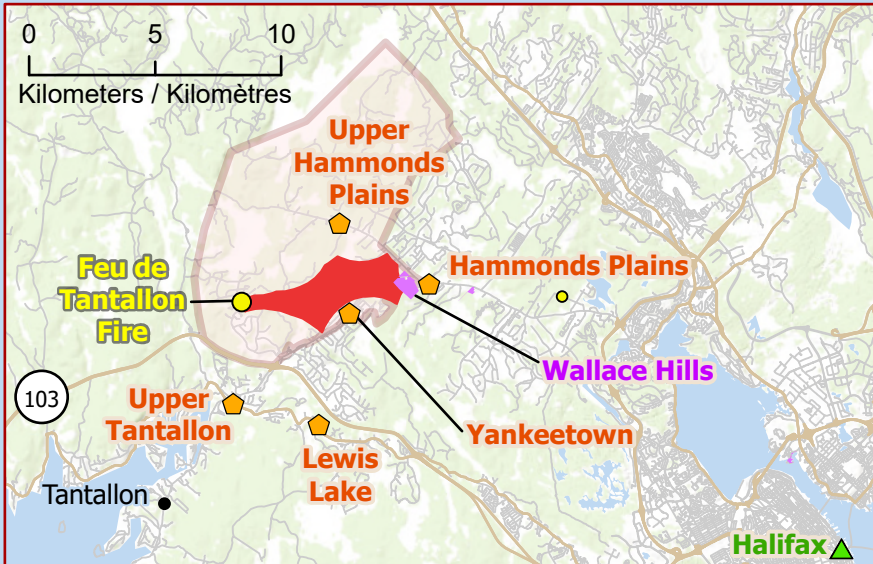 0 5 10
Kilometers / Kilomètres
Upper
Hammonds
Plains
Feu de
Tantallon
Fire
Hammonds Plains
Wallace Hills
103
Upper
Tantallon
Yankeetown
Lewis
Lake
Tantallon
Halifax